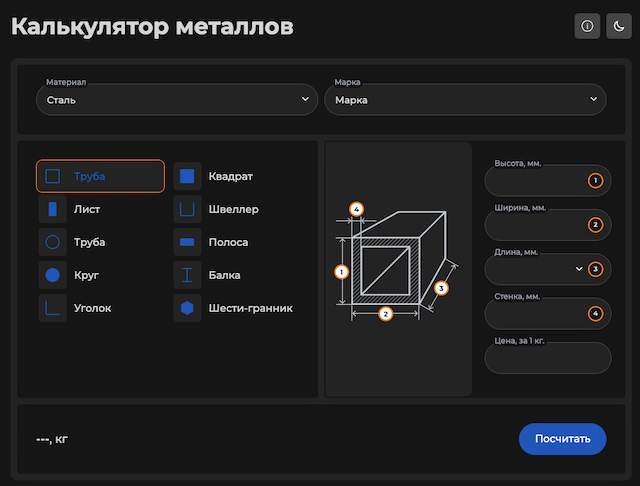 Калькулятор металлов
Материал
Сталь
Марка
Марка
Труба
Квадрат
Лист
Швеллер
Труба
Полоса
Круг
Балка
Уголок
Шести-гранник
4
1
2
3
Высота, мм.
1
Ширина, мм.
2
Длина, мм.
3
Стенка, мм.
4
Цена, за 1 кг.
---, кг
Посчитать